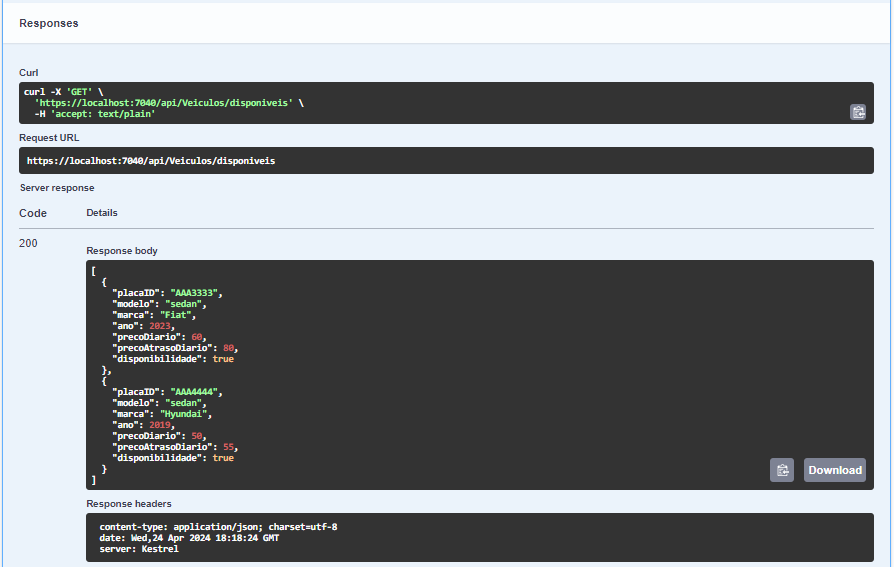 Responses
Curl
curl -X 'GET' \
  'https://localhost:7040/api/Veiculos/disponiveis' \
  -H 'accept: text/plain'
Request URL
https://localhost:7040/api/Veiculos/disponiveis
Server response
Code Details
200
Response body
[
  {
    "placaID": "AAA3333",
    "modelo": "sedan",
    "marca": "Fiat",
    "ano": 2023,
    "precoDiario": 60,
    "precoAtrasoDiario": 80,
    "disponibilidade": true
  },
  {
    "placaID": "AAA4444",
    "modelo": "sedan",
    "marca": "Hyundai",
    "ano": 2019,
    "precoDiario": 50,
    "precoAtrasoDiario": 55,
    "disponibilidade": true
  }
]
Download
Response headers
content-type: application/json; charset=utf-8
date: Wed,24 Apr 2024 18:18:24 GMT
server: Kestrel